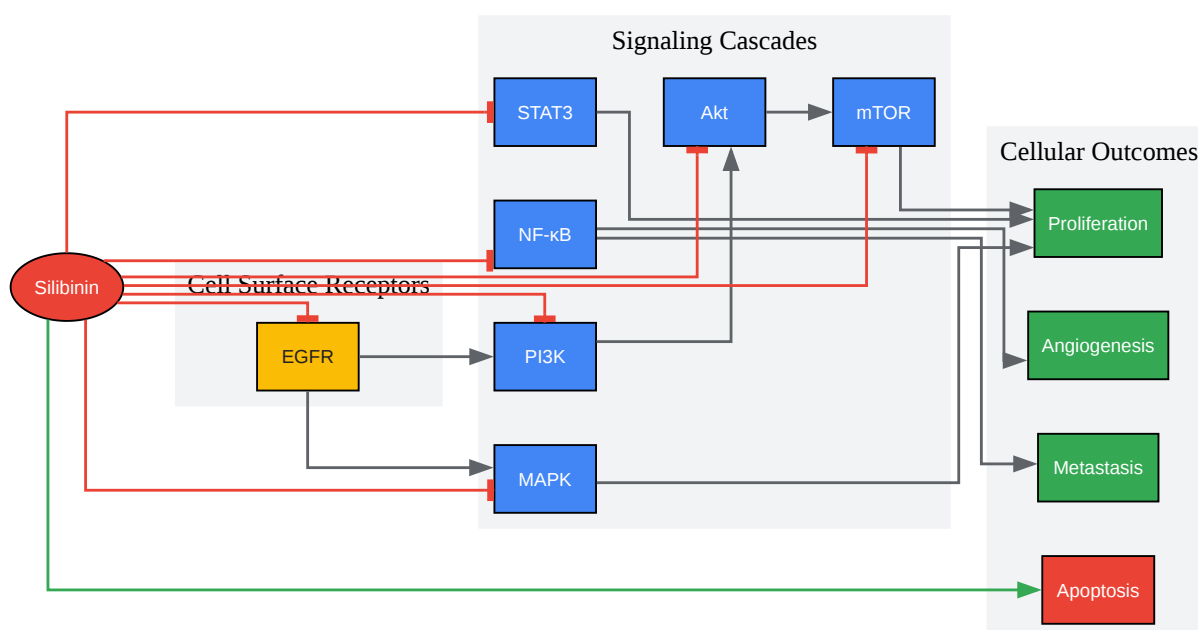 Signaling Cascades
STAT3
Akt
mTOR
Cellular Outcomes
Proliferation
NF-κB
Silibinin
Cell Surface Receptors
EGFR
PI3K
Angiogenesis
MAPK
Metastasis
Apoptosis